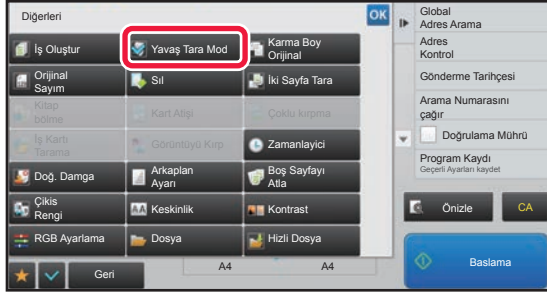 Diğerleri
OK
İş Oluştur
Yavaş Tara Mod
Karma Boy
Orijinal
Orijinal
Sayım
Sıl
İki Sayfa Tara
Kitap
bölme
Kart Atişi
Çoklu kırpma
İş Kartı
Tarama
Görüntüyü Kırp
Zamanlayici
Doğ. Damga
Arkaplan
Ayarı
Boş Sayfayı
Atla
Çikis
Rengi
Keskinlik
Kontrast
RGB Ayarlama
Dosya
Hizli Dosya
Geri
A4
A4
Global
Adres Arama
Adres
Kontrol
Gönderme Tarihçesi
Arama Numarasını
çağır
Doğrulama Mührü
Program Kaydı
Geçerli Ayarları kaydet
Önizle
CA
Baslama